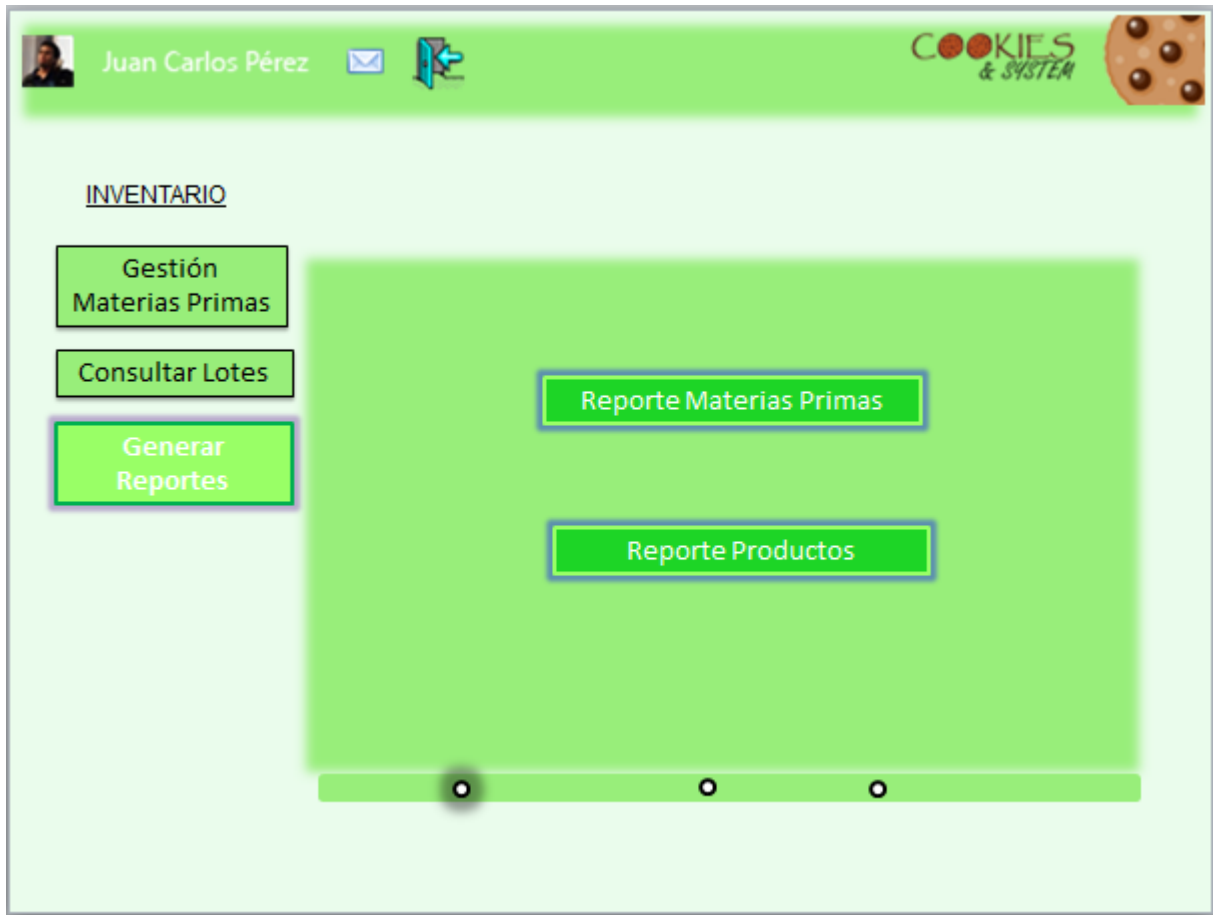 Juan Carlos Pérez
COOKIES
& SYSTEM
INVENTARIO
Gestión
Materias Primas
Consultar Lotes
Generar
Reportes
Reporte Materias Primas
Reporte Productos